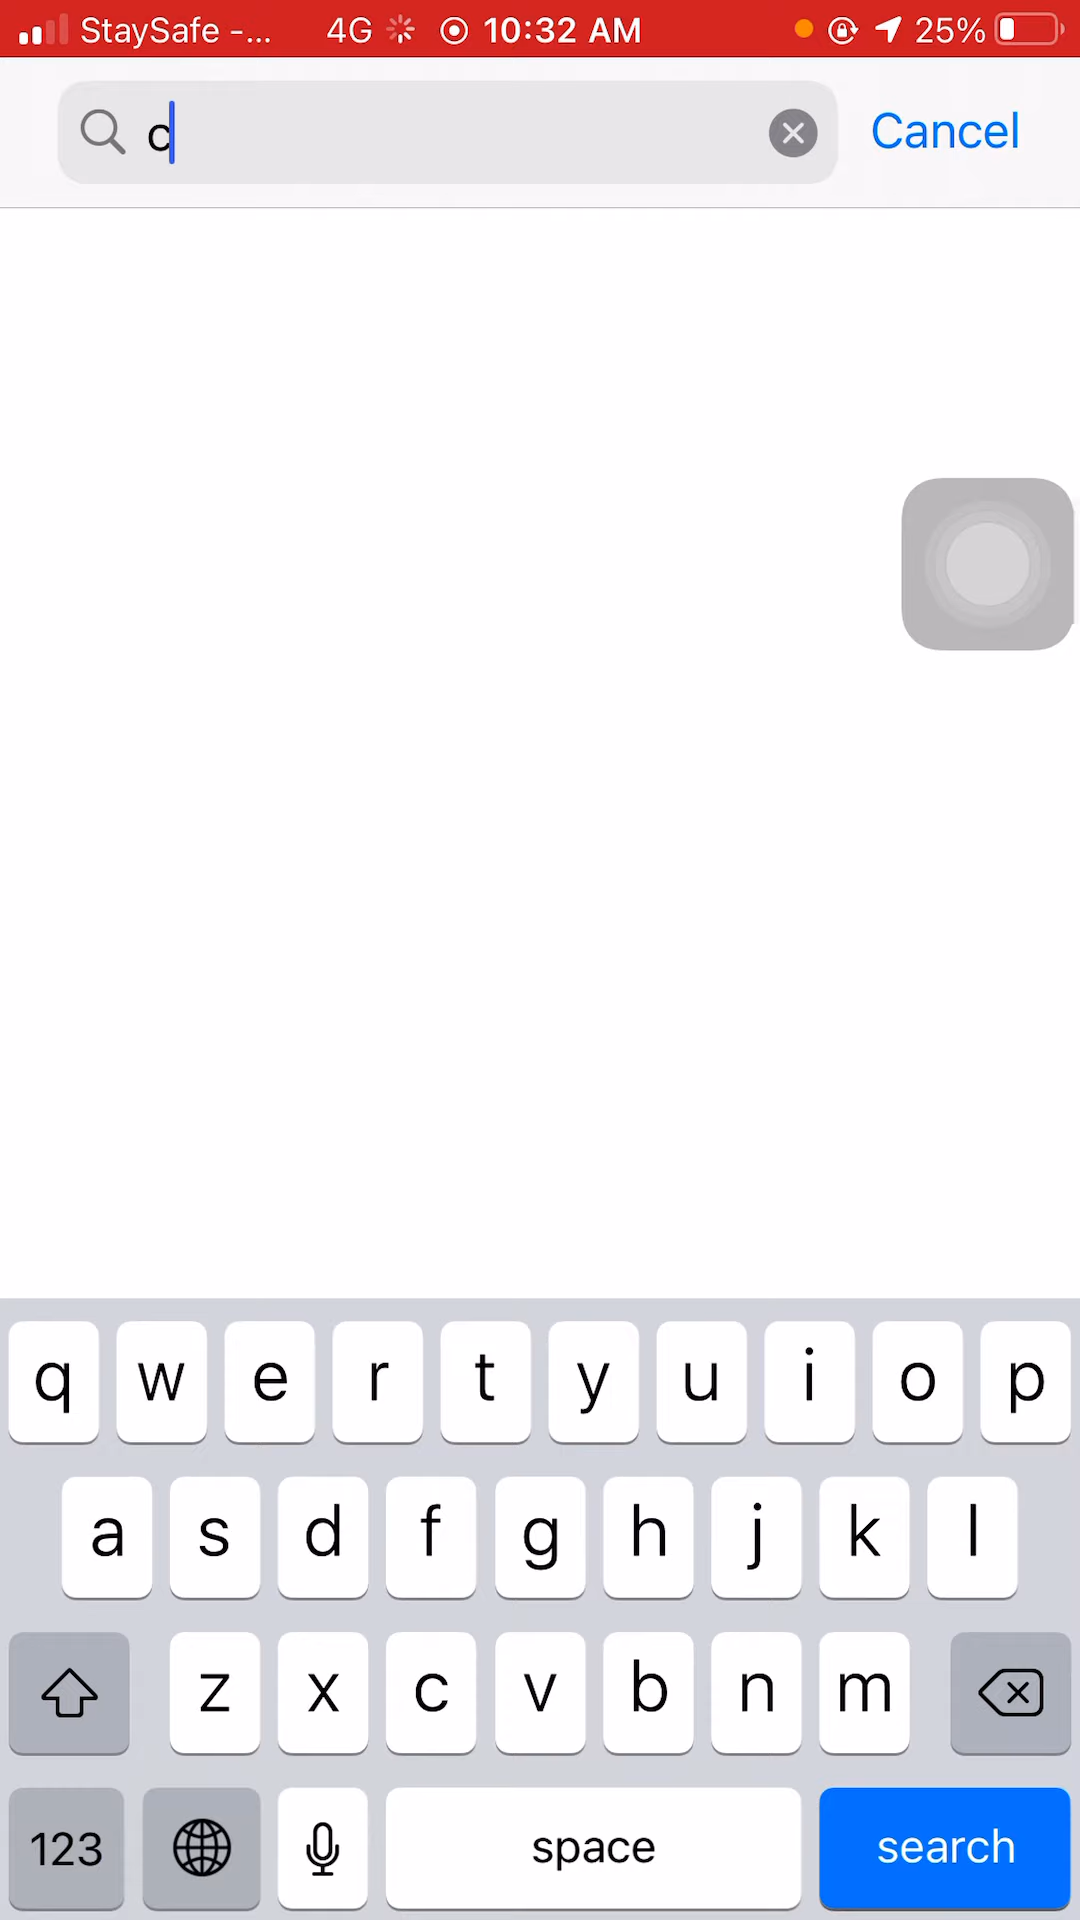 StaySafe -... 4G 10:32 AM 25%
c Cancel
q w e r t y u i o p
a s d f g h j k l
z x c v b n m
123 space search